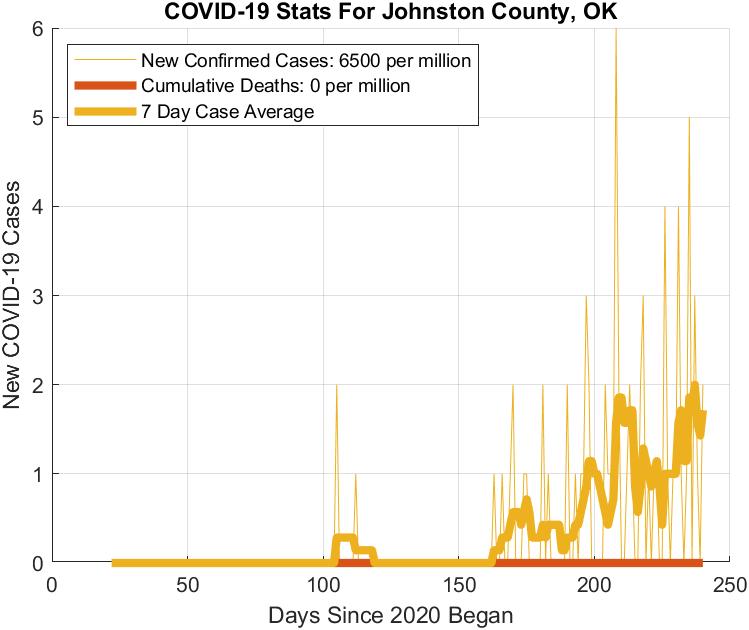 COVID-19 Stats For Johnston County, OK
New Confirmed Cases: 6500 per million
Cumulative Deaths: 0 per million
7 Day Case Average
New COVID-19 Cases
6
5
4
3
2
1
0
0 50 100 150 200 250
Days Since 2020 Began